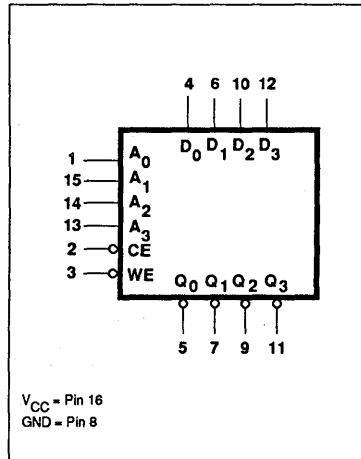 4 6 10 12
D0 D1 D2 D3
1 A0
15 A1
14 A2
13 A3
2 CE
3 WE
Q0 Q1 Q2 Q3
5 7 9 11
VCC = Pin 16
GND = Pin 8